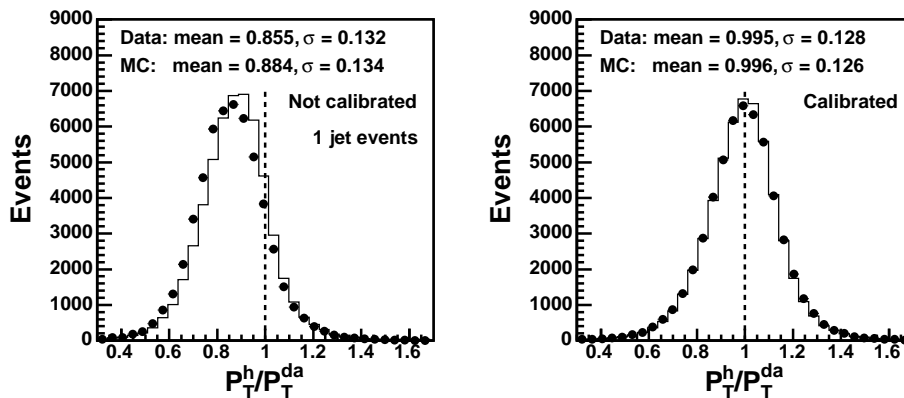 9000
8000
7000
6000
5000
4000
3000
2000
1000
0
Events
Data: mean = 0.855, σ = 0.132
MC: mean = 0.884, σ = 0.134
Not calibrated
1 jet events
0.4 0.6 0.8 1 1.2 1.4 1.6
P_T^h/P_T^da
9000
8000
7000
6000
5000
4000
3000
2000
1000
0
Events
Data: mean = 0.995, σ = 0.128
MC: mean = 0.996, σ = 0.126
Calibrated
0.4 0.6 0.8 1 1.2 1.4 1.6
P_T^h/P_T^da